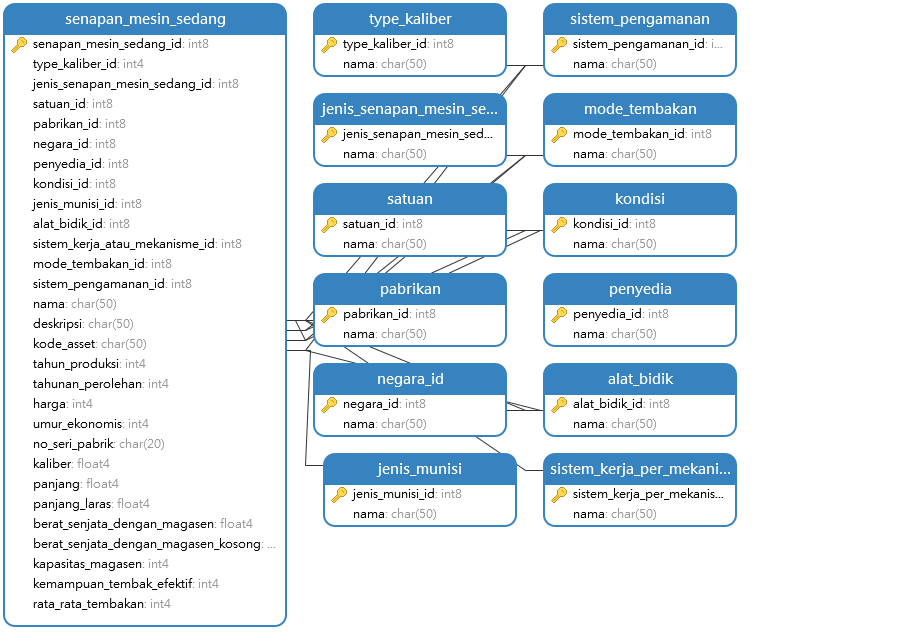 senapan_mesin_sedang
senapan_mesin_sedang_id: int8
type_kaliber_id: int4
jenis_senapan_mesin_sedang_id: int8
satuan_id: int8
pabrikan_id: int8
negara_id: int8
penyedia_id: int8
kondisi_id: int8
jenis_munisi_id: int8
alat_bidik_id: int8
sistem_kerja_atau_mekanisme_id: int8
mode_tembakan_id: int8
sistem_pengamanan_id: int8
nama: char(50)
deskripsi: char(50)
kode_asset: char(50)
tahun_produksi: int4
tahunan_perolehan: int4
harga: int4
umur_ekonomis: int4
no_seri_pabrik: char(20)
kaliber: float4
panjang: float4
panjang_laras: float4
berat_senjata_dengan_magasen: float4
berat_senjata_dengan_magasen_kosong: ...
kapasitas_magasen: int4
kemampuan_tembak_efektif: int4
rata_rata_tembakan: int4
type_kaliber
type_kaliber_id: int8
nama: char(50)
sistem_pengamanan
sistem_pengamanan_id: i...
nama: char(50)
jenis_senapan_mesin_se...
jenis_senapan_mesin_sed...
nama: char(50)
mode_tembakan
mode_tembakan_id: int8
nama: char(50)
satuan
satuan_id: int8
nama: char(50)
kondisi
kondisi_id: int8
nama: char(50)
pabrikan
pabrikan_id: int8
nama: char(50)
penyedia
penyedia_id: int8
nama: char(50)
negara_id
negara_id: int8
nama: char(50)
alat_bidik
alat_bidik_id: int8
nama: char(50)
jenis_munisi
jenis_munisi_id: int8
nama: char(50)
sistem_kerja_per_mekani...
sistem_kerja_per_mekanis...
nama: char(50)